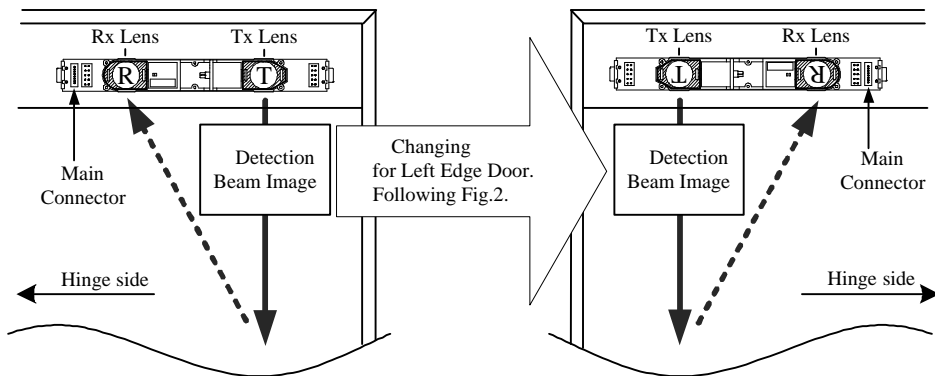 Rx Lens
Tx Lens
R
T
Main
Connector
Detection
Beam Image
Hinge side
Changing
for Left Edge Door.
Following Fig.2.
Tx Lens
Rx Lens
T
R
Detection
Beam Image
Main
Connector
Hinge side